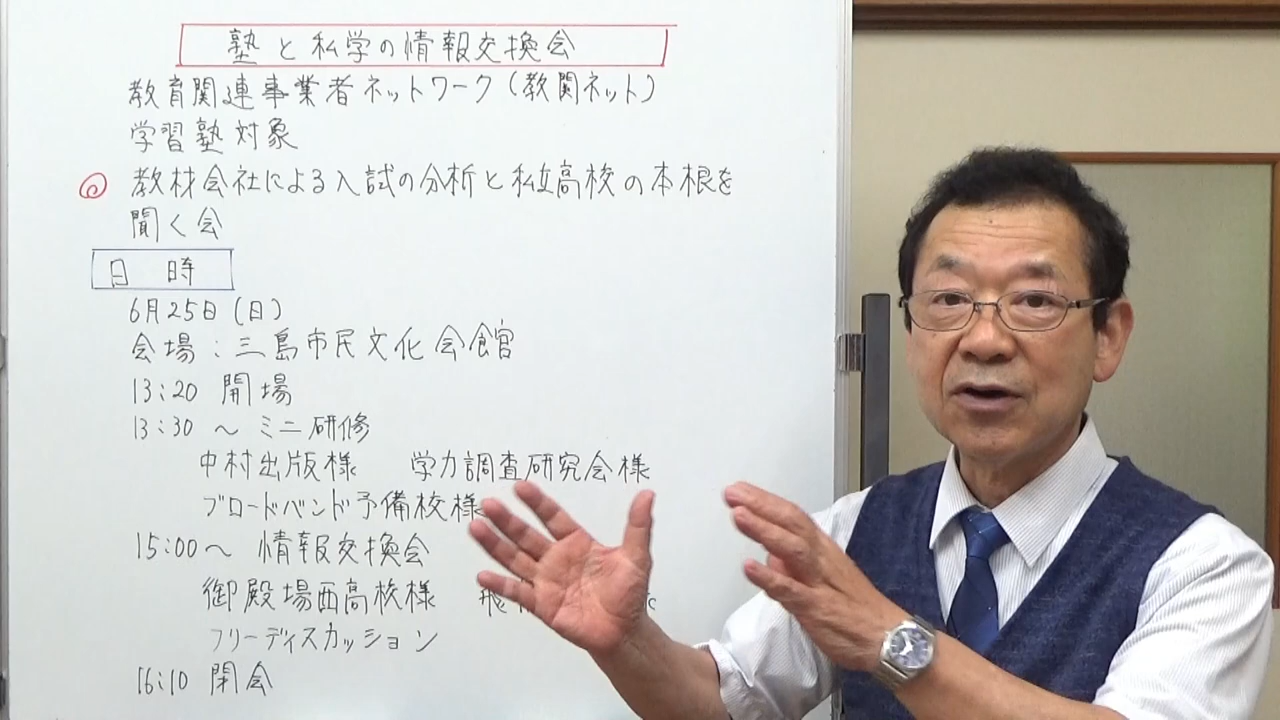 塾と私学の情報交換会
教育関連事業者ネットワーク(教関ネット)
学習塾対象
◎ 教材会社による入試の分析と私立高校の本根を
聞く会
日 時
6月25日(日)
会場:三島市民文化会館
13:20 開場
13:30 〜 ミニ研修
中村出版様 学力調査研究会様
ブロードバンド予備校様
15:00〜 情報交換会
御殿場西高校様
フリーディスカッション
16:10 閉会